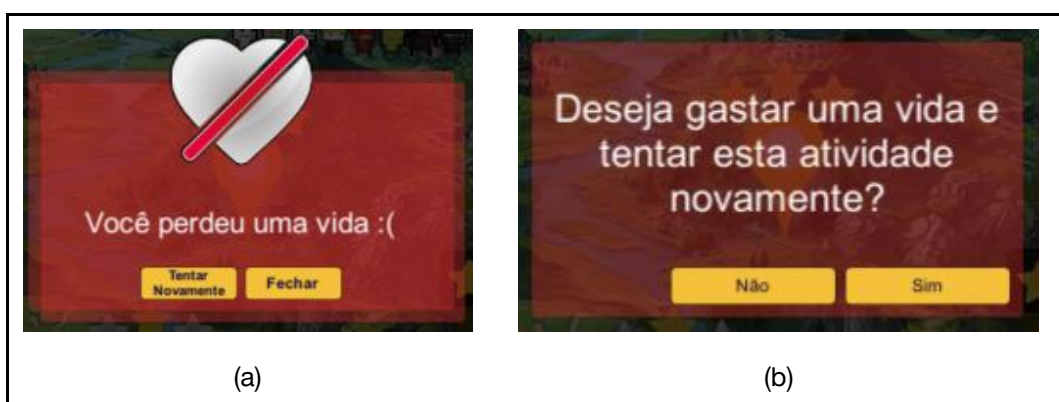 Você perdeu uma vida :(
Tentar
Novamente
Fechar
(a)
Deseja gastar uma vida e
tentar esta atividade
novamente?
Não
Sim
(b)